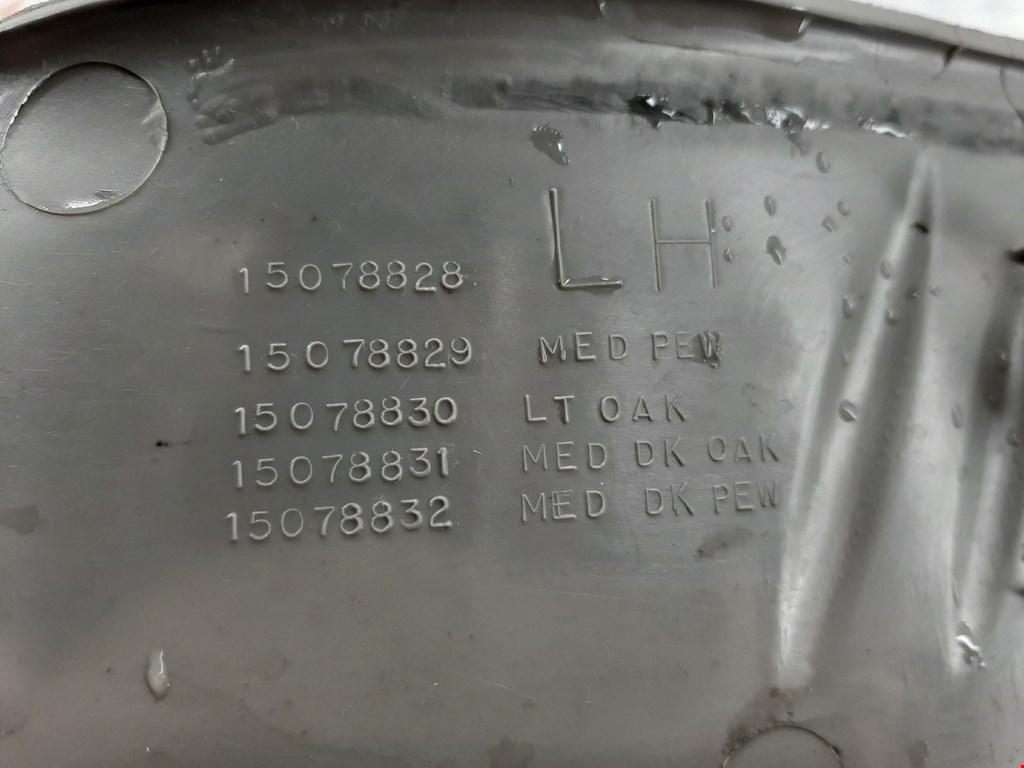 LH
15078828
15078829 MED PEW
15078830 LT OAK
15078831 MED DK OAK
15078832 MED DK PEW